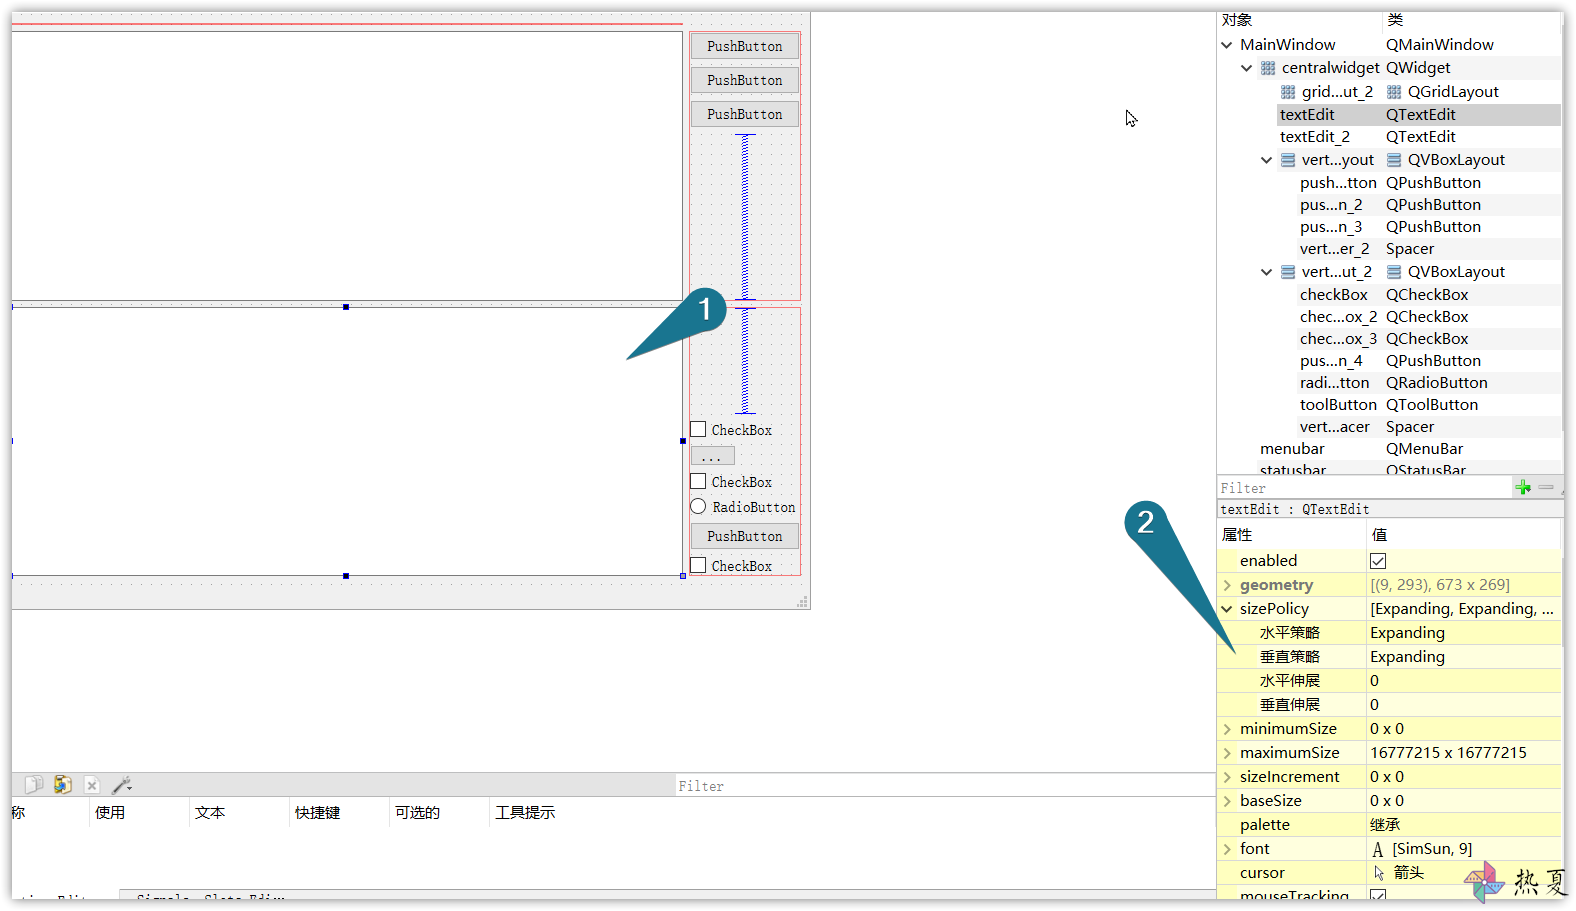 PushButton
PushButton
PushButton
1
CheckBox
...
CheckBox
RadioButton
PushButton
CheckBox
Filter
称 使用 文本 快捷键 可选的 工具提示
对象 类
MainWindow QMainWindow
centralwidget QWidget
grid...ut_2 QGridLayout
textEdit QTextEdit
textEdit_2 QTextEdit
vert...yout QVBoxLayout
push...tton QPushButton
pus...n_2 QPushButton
pus...n_3 QPushButton
vert...er_2 Spacer
vert...ut_2 QVBoxLayout
checkBox QCheckBox
chec...ox_2 QCheckBox
chec...ox_3 QCheckBox
pus...n_4 QPushButton
radi...tton QRadioButton
toolButton QToolButton
vert...acer Spacer
menubar QMenuBar
statusbar QStatusBar
Filter
textEdit : QTextEdit
2
属性 值
enabled
geometry [(9, 293), 673 x 269]
sizePolicy [Expanding, Expanding, ...
水平策略 Expanding
垂直策略 Expanding
水平伸展 0
垂直伸展 0
minimumSize 0 x 0
maximumSize 16777215 x 16777215
sizeIncrement 0 x 0
baseSize 0 x 0
palette 继承
font A [SimSun, 9]
cursor 箭头
mouseTracking
热夏